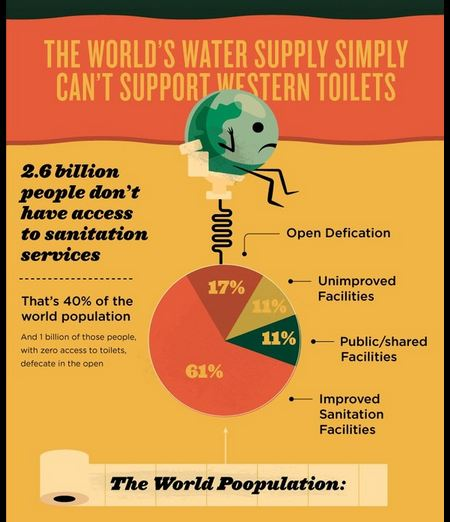 THE WORLD'S WATER SUPPLY SIMPLY
CAN'T SUPPORT WESTERN TOILETS
2.6 billion
people don't
have access
to sanitation
services
That's 40% of the
world population
And 1 billion of those people,
with zero access to toilets,
defecate in the open
Open Defication
17%
Unimproved
Facilities
11%
Public/shared
Facilities
11%
61%
Improved
Sanitation
Facilities
The World Poopulation: